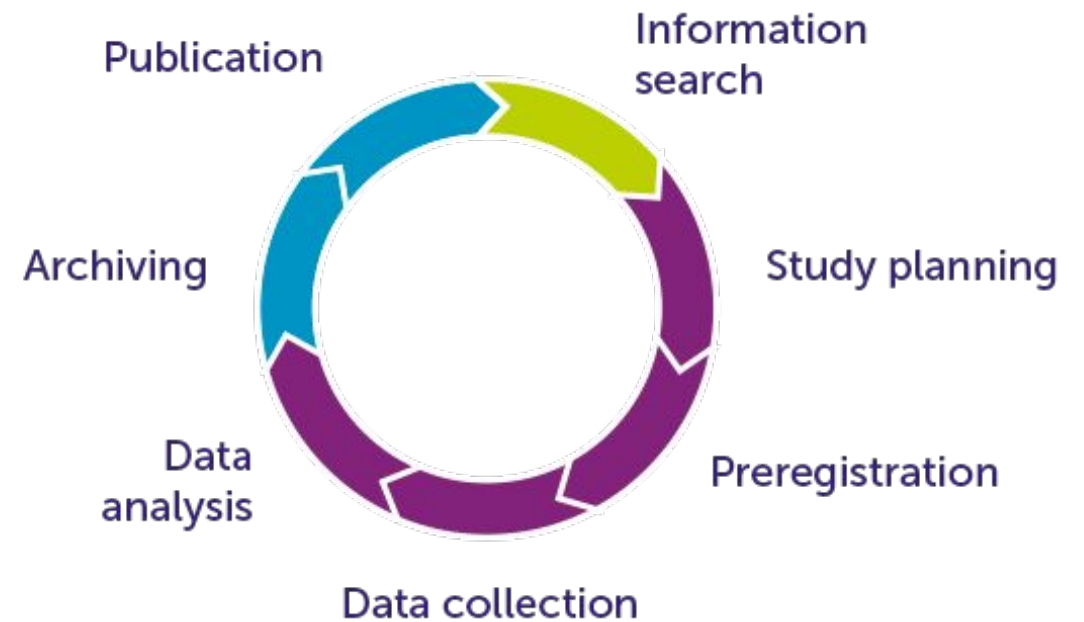 Publication
Information
search
Archiving
Study planning
Data
analysis
Preregistration
Data collection